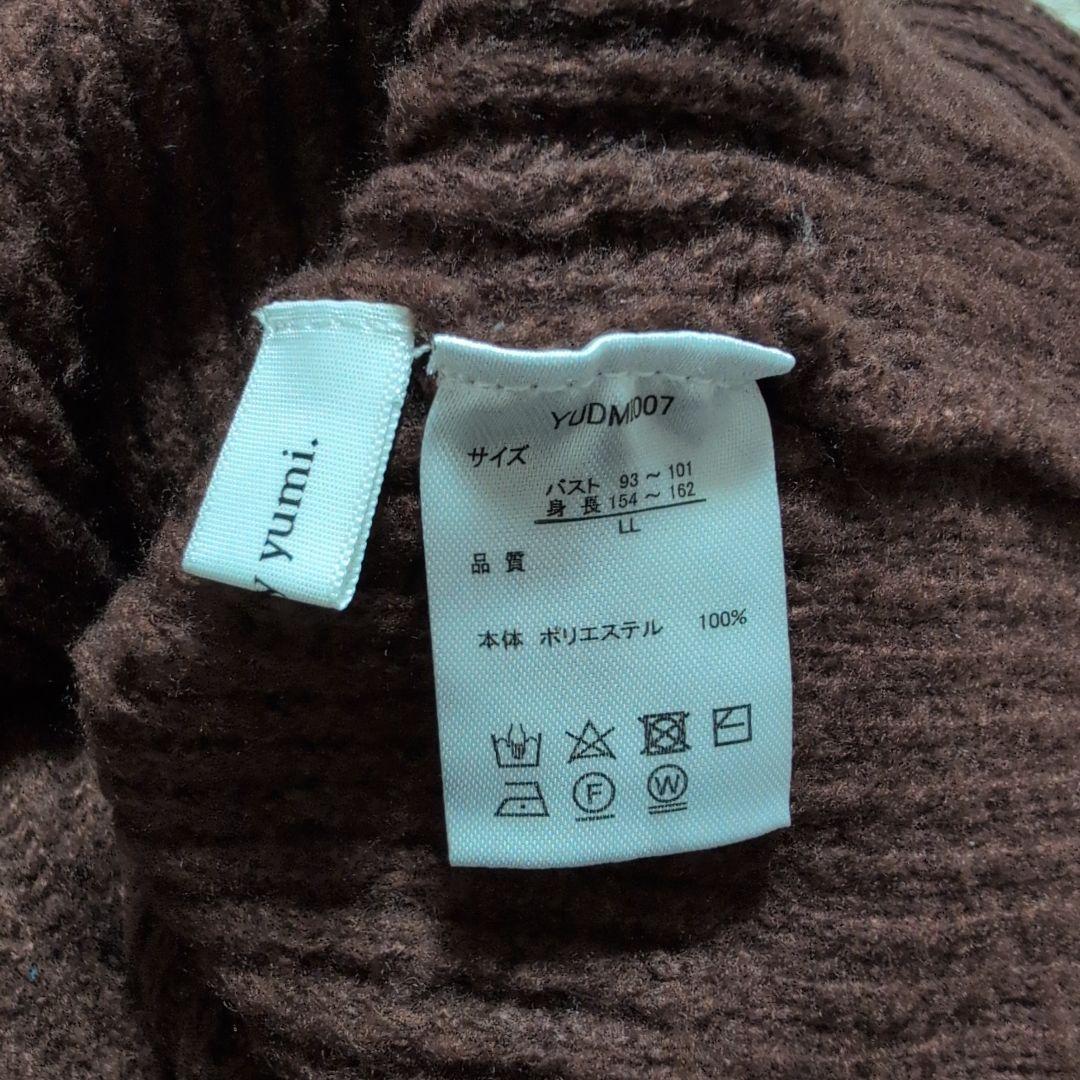 yumi.
YUDM1007
サイズ
バスト 93 ~ 101
身 長 154 ~ 162
LL
品 質
本体 ポリエステル 100%
F
W